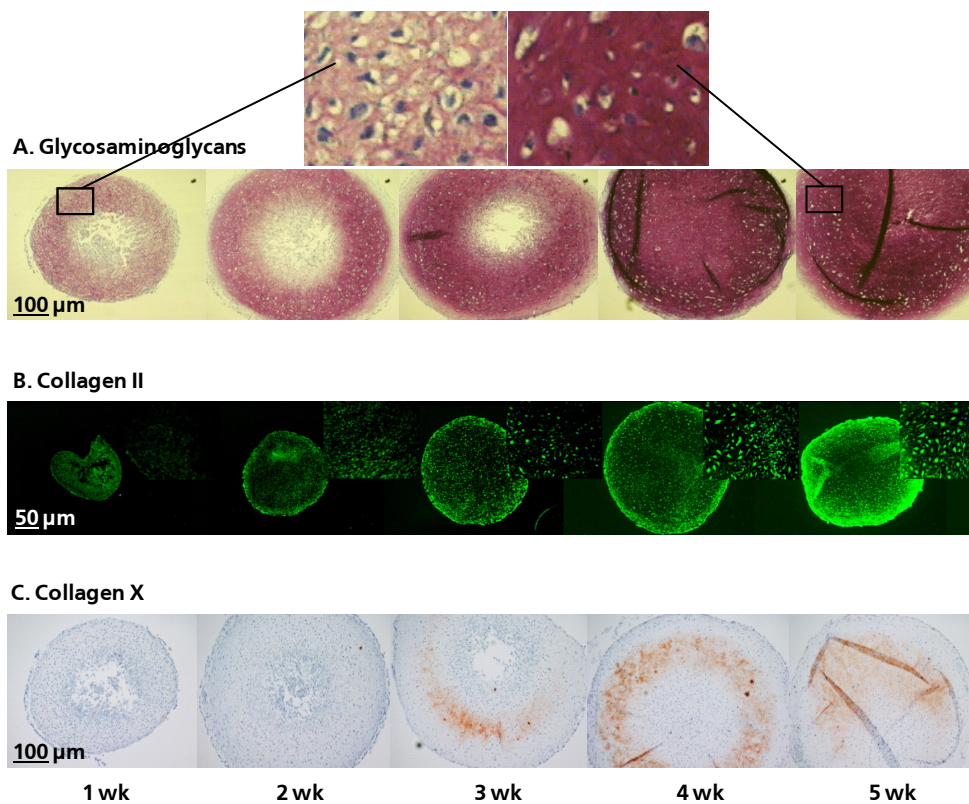 A. Glycosaminoglycans
100 µm
B. Collagen II
50 µm
C. Collagen X
100 µm
1 wk 2 wk 3 wk 4 wk 5 wk